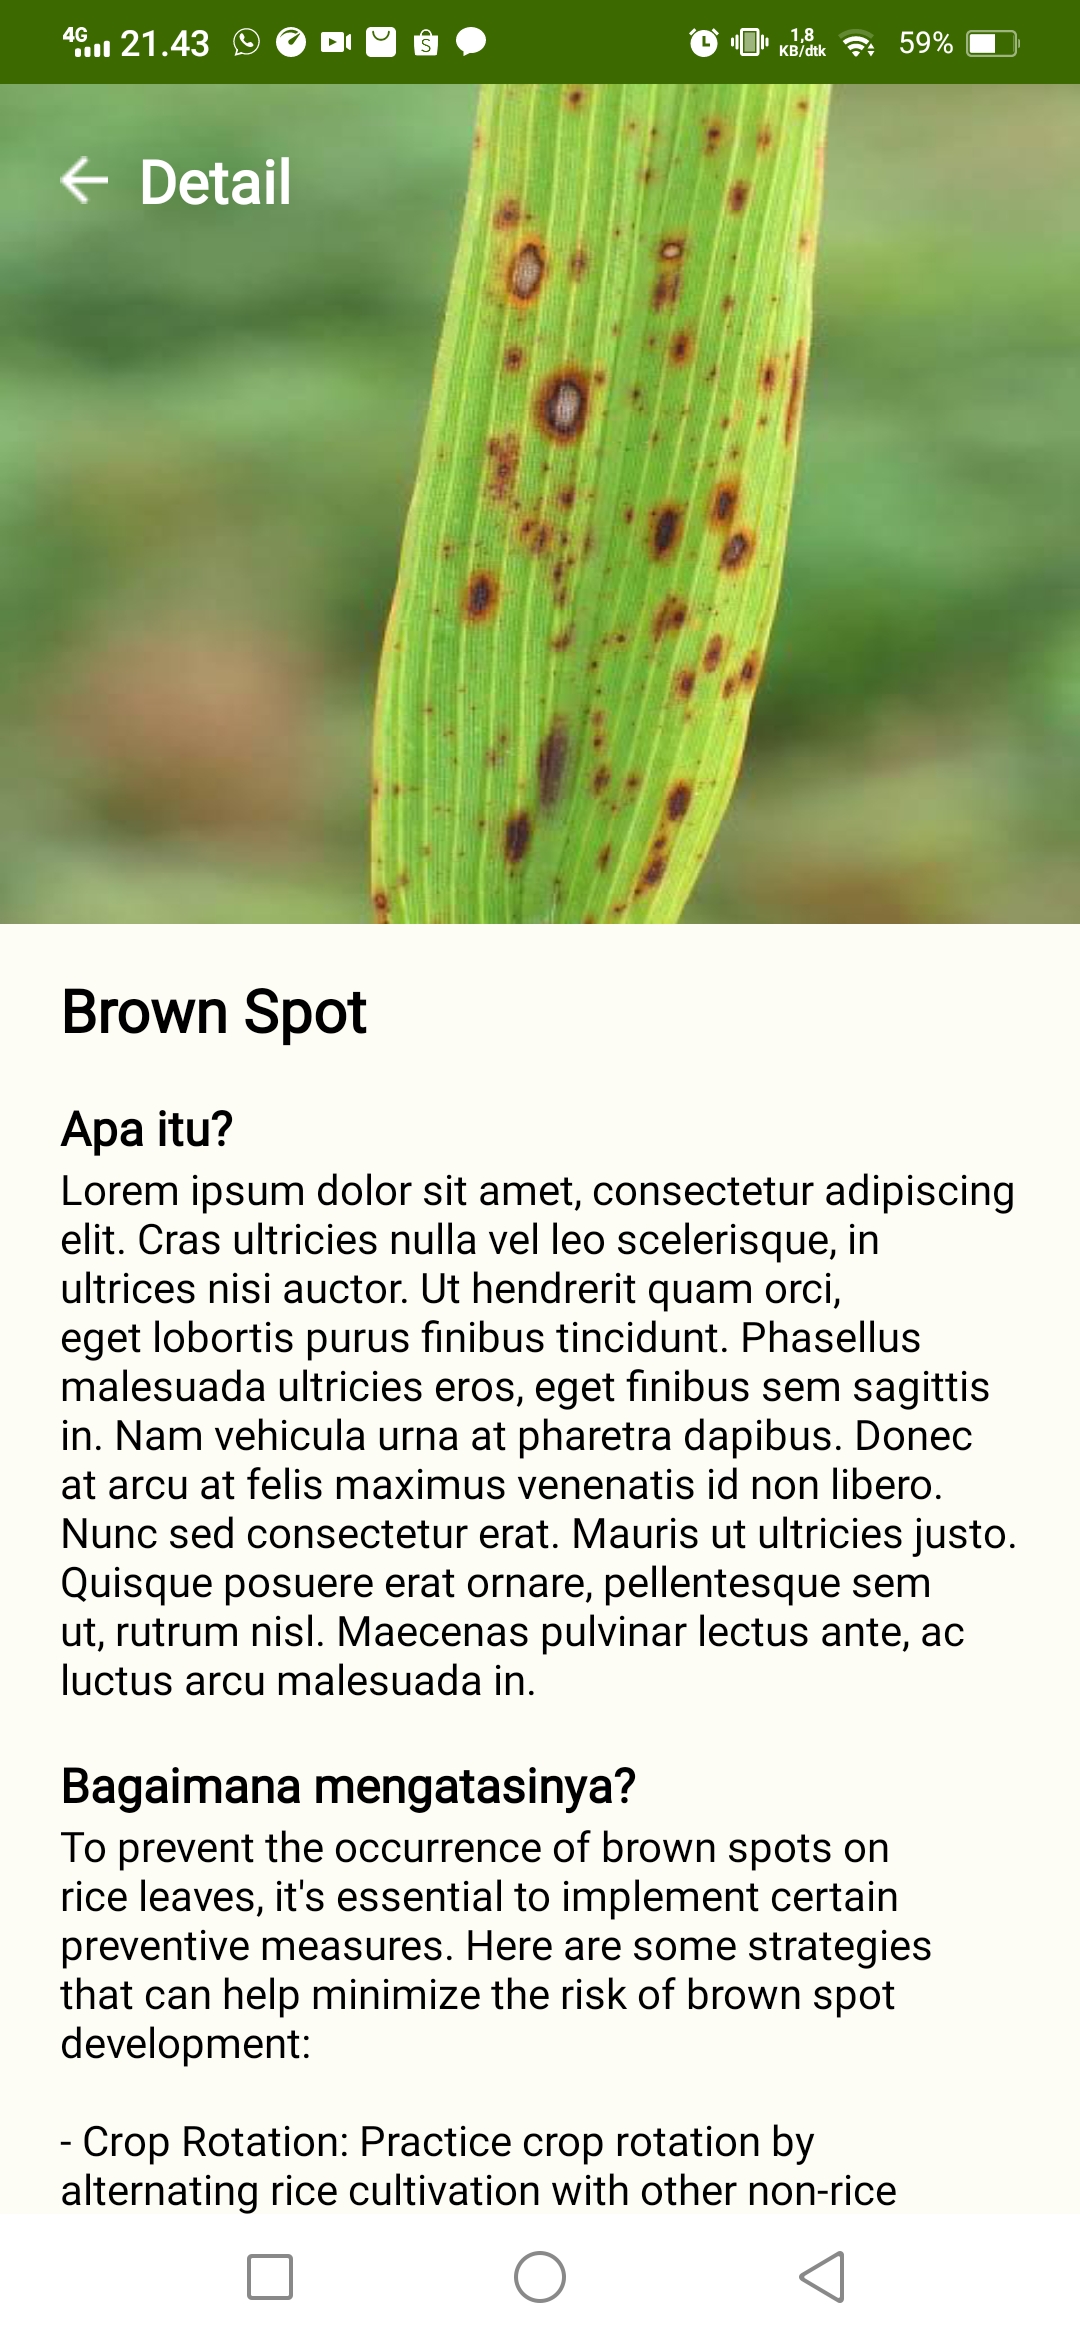 4G 21.43 1,8 KB/dtk 59%
Detail
Brown Spot
Apa itu?
Lorem ipsum dolor sit amet, consectetur adipiscing
elit. Cras ultricies nulla vel leo scelerisque, in
ultrices nisi auctor. Ut hendrerit quam orci,
eget lobortis purus finibus tincidunt. Phasellus
malesuada ultricies eros, eget finibus sem sagittis
in. Nam vehicula urna at pharetra dapibus. Donec
at arcu at felis maximus venenatis id non libero.
Nunc sed consectetur erat. Mauris ut ultricies justo.
Quisque posuere erat ornare, pellentesque sem
ut, rutrum nisl. Maecenas pulvinar lectus ante, ac
luctus arcu malesuada in.
Bagaimana mengatasinya?
To prevent the occurrence of brown spots on
rice leaves, it's essential to implement certain
preventive measures. Here are some strategies
that can help minimize the risk of brown spot
development:
- Crop Rotation: Practice crop rotation by
alternating rice cultivation with other non-rice